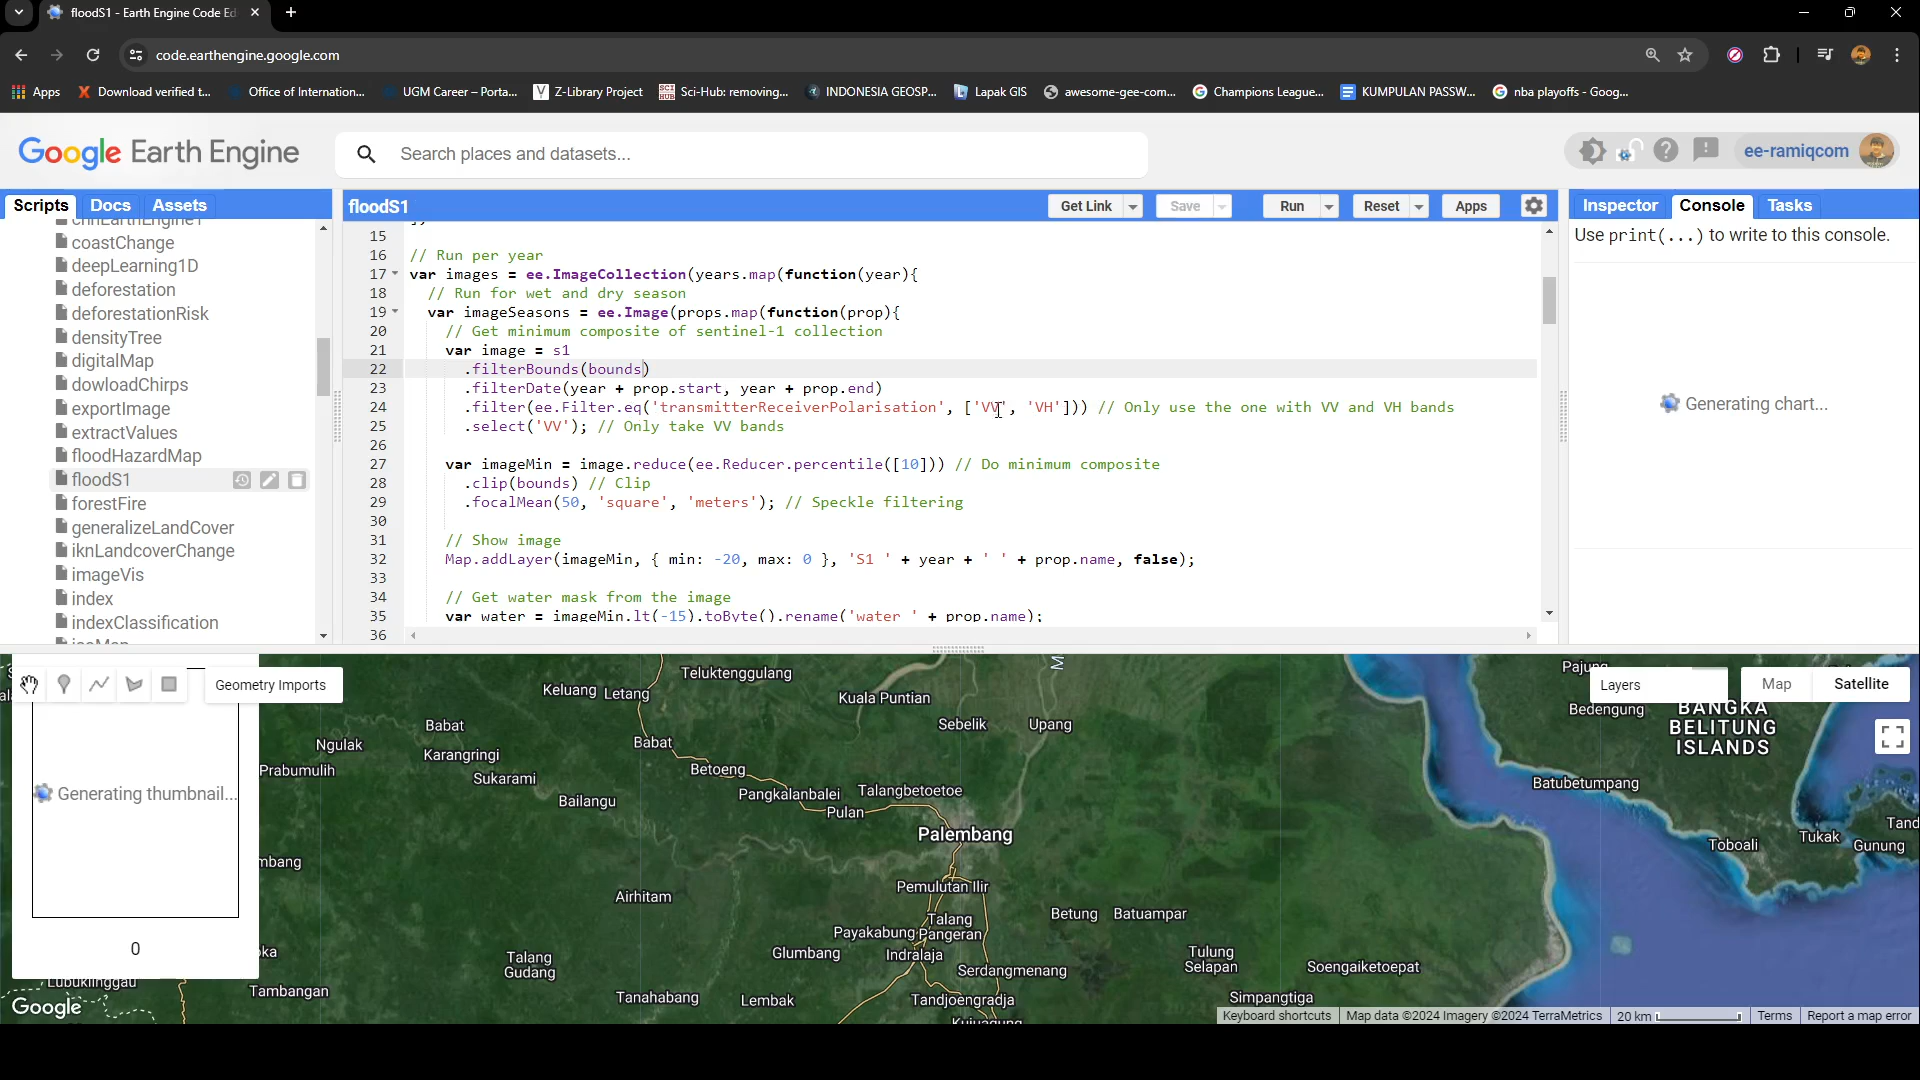 floodS1 - Earth Engine Code Ed
code.earthengine.google.com
Apps
Download verified t...
Office of Internation...
UGM Career – Porta...
Z-Library Project
Sci-Hub: removing...
INDONESIA GEOSP...
Lapak GIS
awesome-gee-com...
Champions League...
KUMPULAN PASSW...
nba playoffs - Goog...
Google Earth Engine
Search places and datasets...
ee-ramiqcom
Scripts
Docs
Assets
coastChange
deepLearning1D
deforestation
deforestationRisk
densityTree
digitalMap
dowloadChirps
exportImage
extractValues
floodHazardMap
floodS1
forestFire
generalizeLandCover
iknLandcoverChange
imageVis
index
indexClassification
floodS1
Get Link
Save
Run
Reset
Apps
15
16 // Run per year
17 var images = ee.ImageCollection(years.map(function(year){
18 // Run for wet and dry season
19 var imageSeasons = ee.Image(props.map(function(prop){
20 // Get minimum composite of sentinel-1 collection
21 var image = s1
22 .filterBounds(bounds)
23 .filterDate(year + prop.start, year + prop.end)
24 .filter(ee.Filter.eq('transmitterReceiverPolarisation', ['VV', 'VH'])) // Only use the one with VV and VH bands
25 .select('VV'); // Only take VV bands
26
27 var imageMin = image.reduce(ee.Reducer.percentile([10])) // Do minimum composite
28 .clip(bounds) // Clip
29 .focalMean(50, 'square', 'meters'); // Speckle filtering
30
31 // Show image
32 Map.addLayer(imageMin, { min: -20, max: 0 }, 'S1 ' + year + ' ' + prop.name, false);
33
34 // Get water mask from the image
35 var water = imageMin.lt(-15).toByte().rename('water ' + prop.name);
36
Inspector
Console
Tasks
Use print(...) to write to this console.
Generating chart...
Geometry Imports
Layers
Map
Satellite
Generating thumbnail...
0
Teluktenggulang
Keluang
Letang
Kuala Puntian
Babat
Sebelik
Upang
Ngulak
Babat
Karangringi
Prabumulih
Sukarami
Betoeng
Bailangu
Pangkalanbalei
Talangbetoetoe
Pulan
Palembang
mbang
Airhitam
Pemulutan Ilir
Betung
Batuampar
Talang
Pangeran
Payakabung
Glumbang
Indralaja
Talang
Gudang
Serdangmenang
Tulung
Selapan
Soengaiketoepat
Tambangan
Tanahabang
Lembak
Tandjoengradja
Simpangtiga
Bedengung
BANGKA
BELITUNG
ISLANDS
Batubetumpang
Tand
Tukak
Toboali
Gunung
Google
Keyboard shortcuts
Map data ©2024 Imagery ©2024 TerraMetrics
20 km
Terms
Report a map error